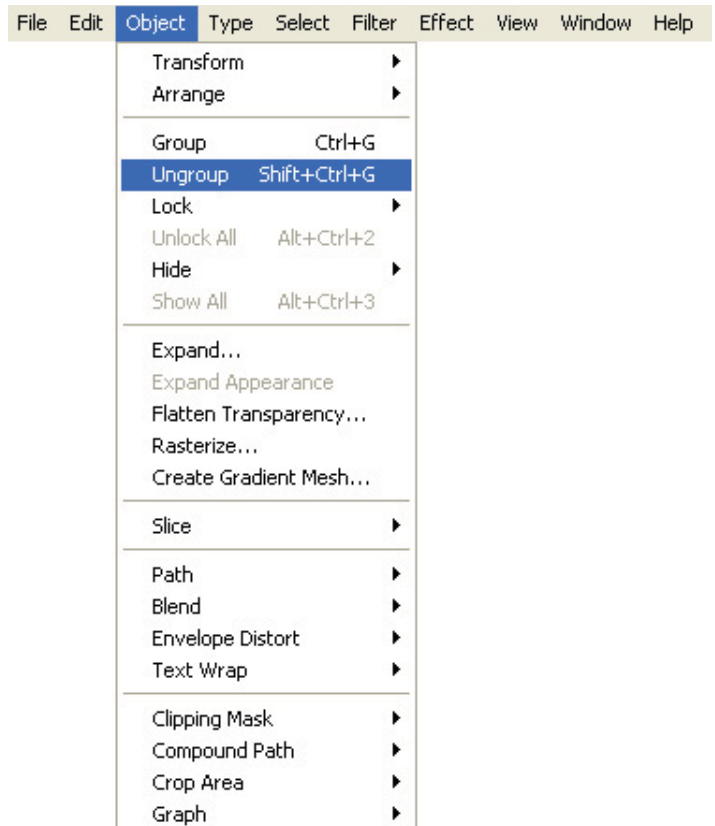 File Edit Object Type Select Filter Effect View Window Help
Transform
Arrange
Group Ctrl+G
Ungroup Shift+Ctrl+G
Lock
Unlock All Alt+Ctrl+2
Hide
Show All Alt+Ctrl+3
Expand...
Expand Appearance
Flatten Transparency...
Rasterize...
Create Gradient Mesh...
Slice
Path
Blend
Envelope Distort
Text Wrap
Clipping Mask
Compound Path
Crop Area
Graph